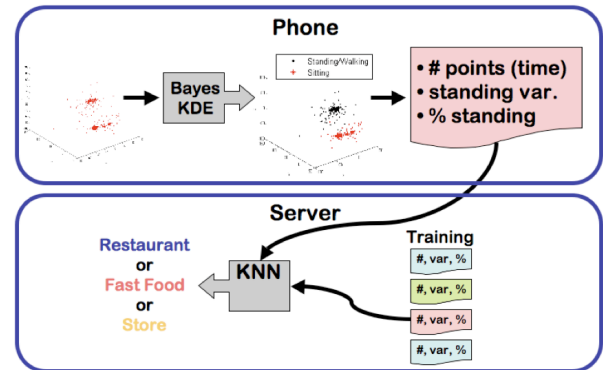 Phone
Bayes
KDE
Standing/Walking
Sitting
• # points (time)
• standing var.
• % standing
Server
Restaurant
or
Fast Food
or
Store
KNN
Training
#, var, %
#, var, %
#, var, %
#, var, %